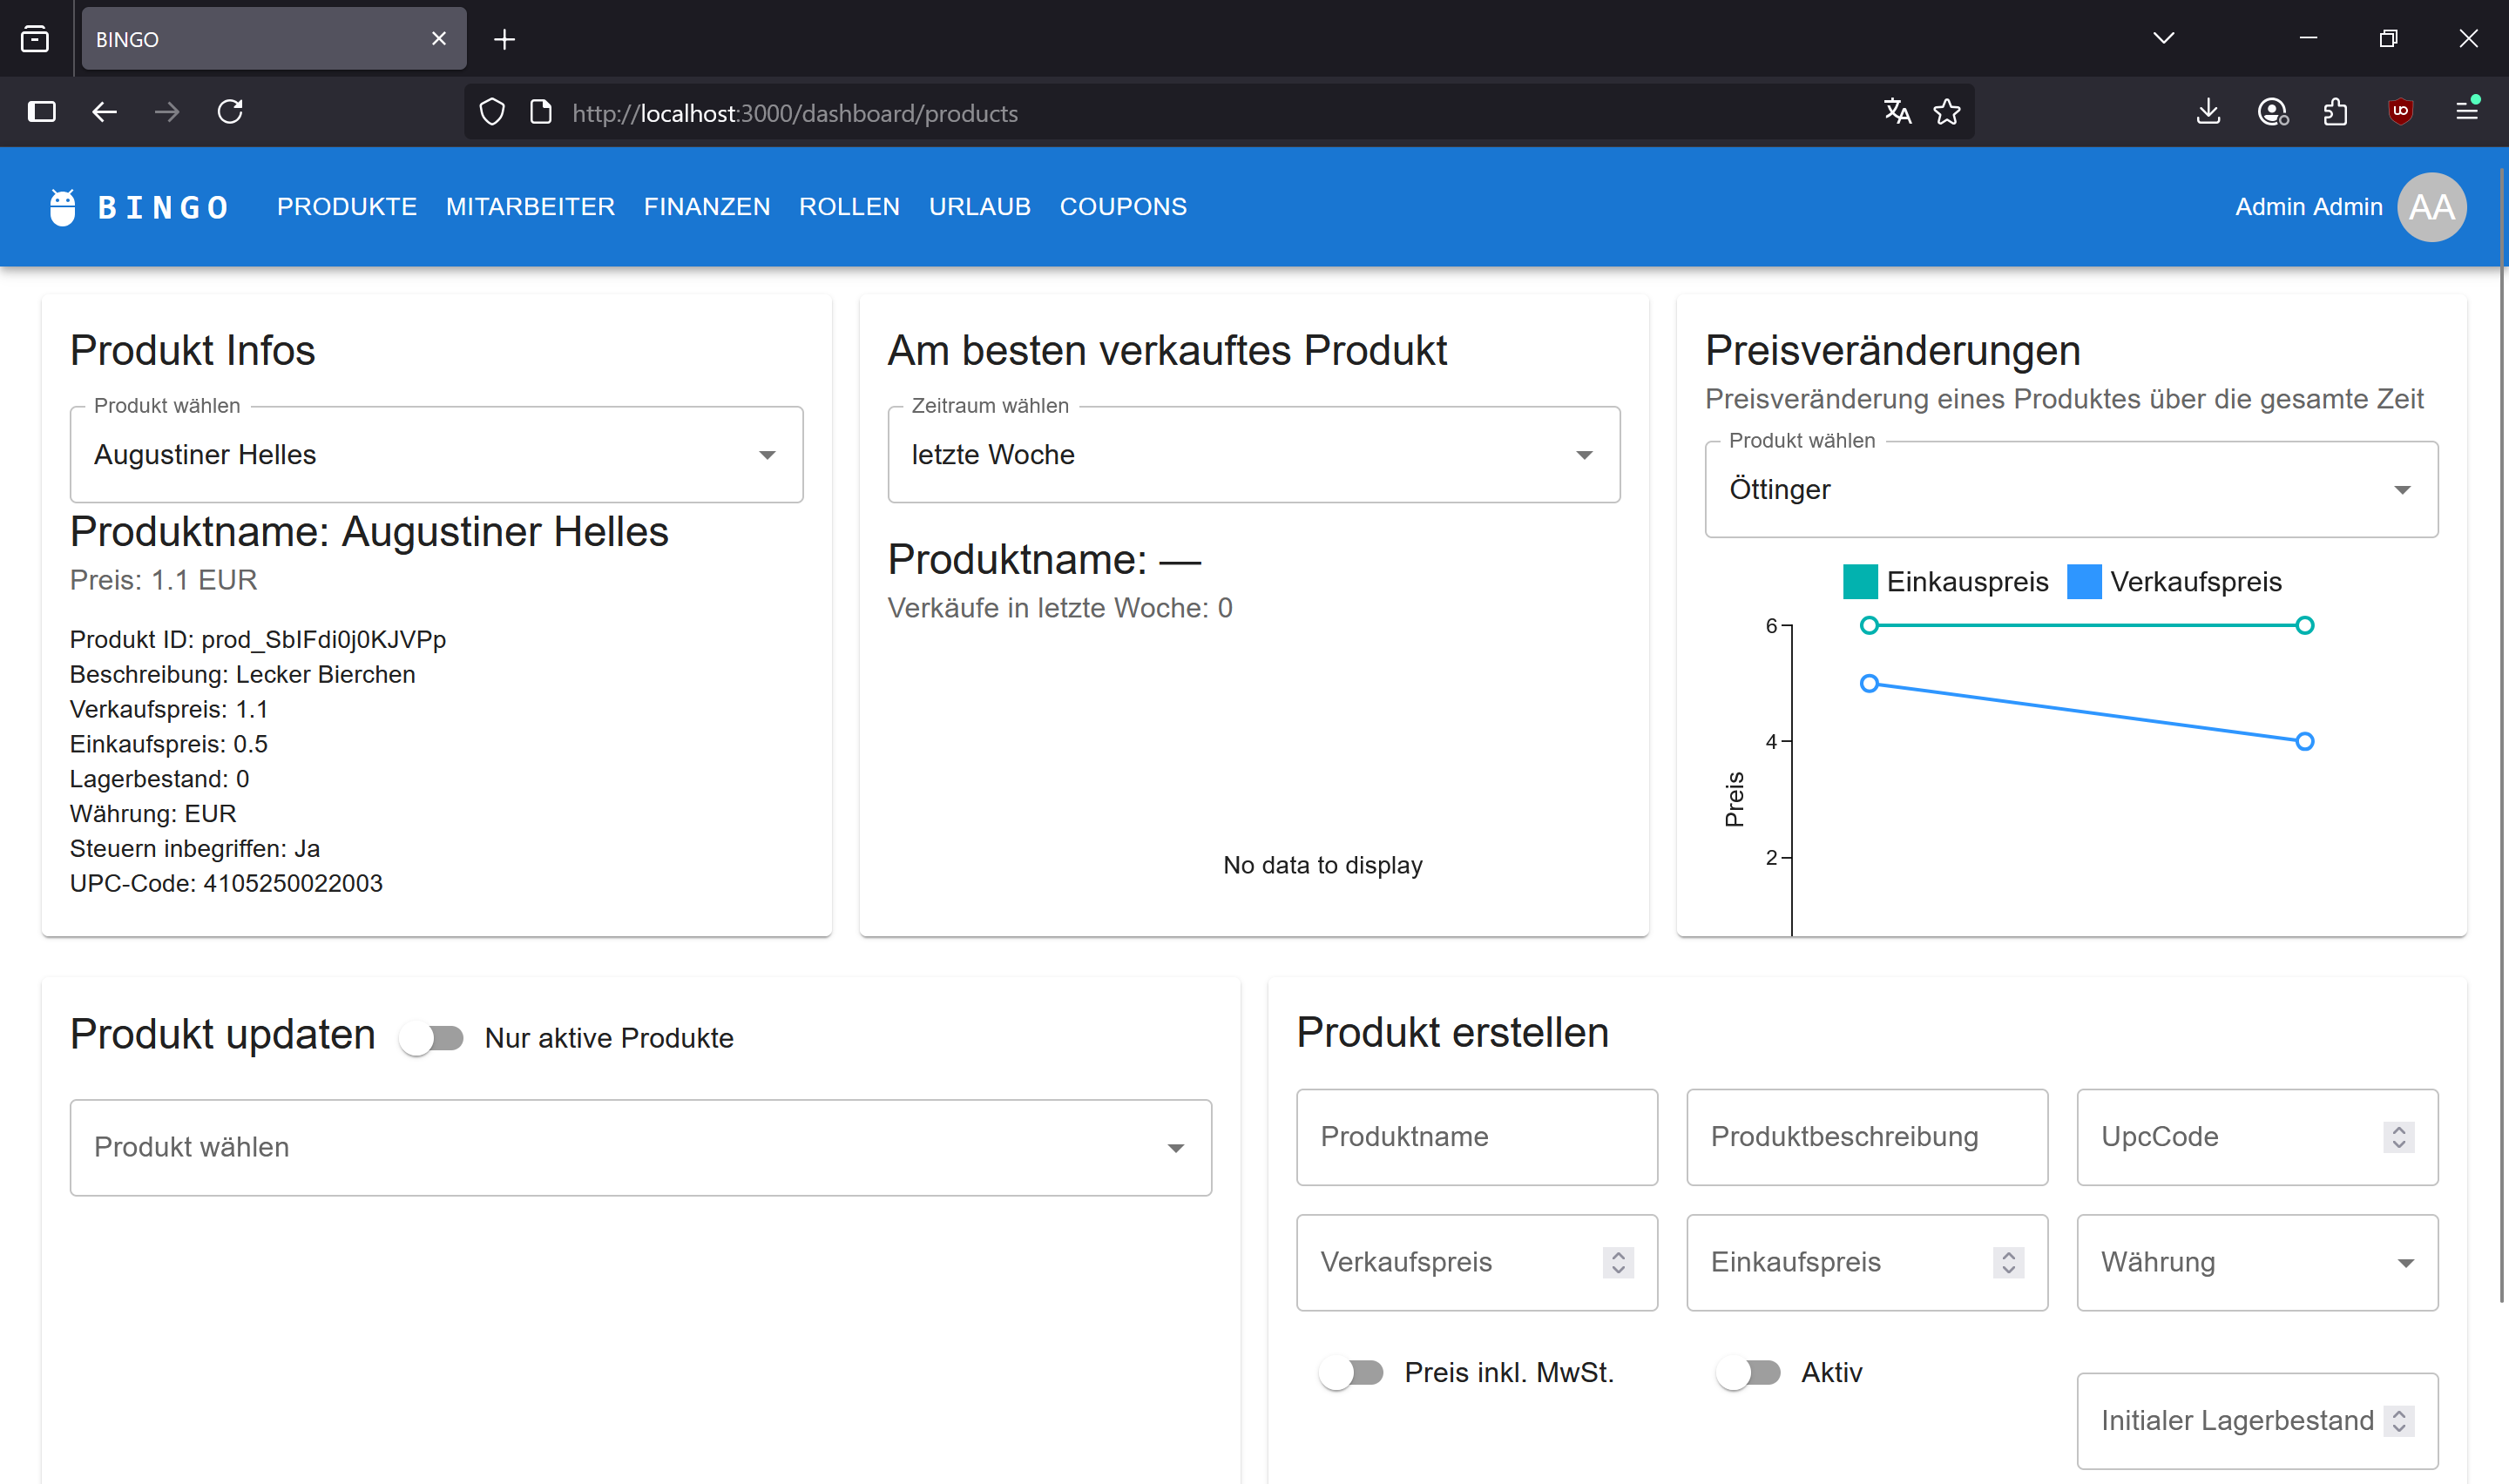 BINGO
http://localhost:3000/dashboard/products
BINGO PRODUKTE MITARBEITER FINANZEN ROLLEN URLAUB COUPONS Admin Admin AA
Produkt Infos
Produkt wählen
Augustiner Helles
Produktname: Augustiner Helles
Preis: 1.1 EUR
Produkt ID: prod_SbIFdi0j0KJVPp
Beschreibung: Lecker Bierchen
Verkaufspreis: 1.1
Einkaufspreis: 0.5
Lagerbestand: 0
Währung: EUR
Steuern inbegriffen: Ja
UPC-Code: 4105250022003
Am besten verkauftes Produkt
Zeitraum wählen
letzte Woche
Produktname: —
Verkäufe in letzte Woche: 0
No data to display
Preisveränderungen
Preisveränderung eines Produktes über die gesamte Zeit
Produkt wählen
Öttinger
Einkauspreis Verkaufspreis
6
4
Preis
2
Produkt updaten Nur aktive Produkte
Produkt wählen
Produkt erstellen
Produktname Produktbeschreibung UpcCode
Verkaufspreis Einkaufspreis Währung
Preis inkl. MwSt. Aktiv
Initialer Lagerbestand